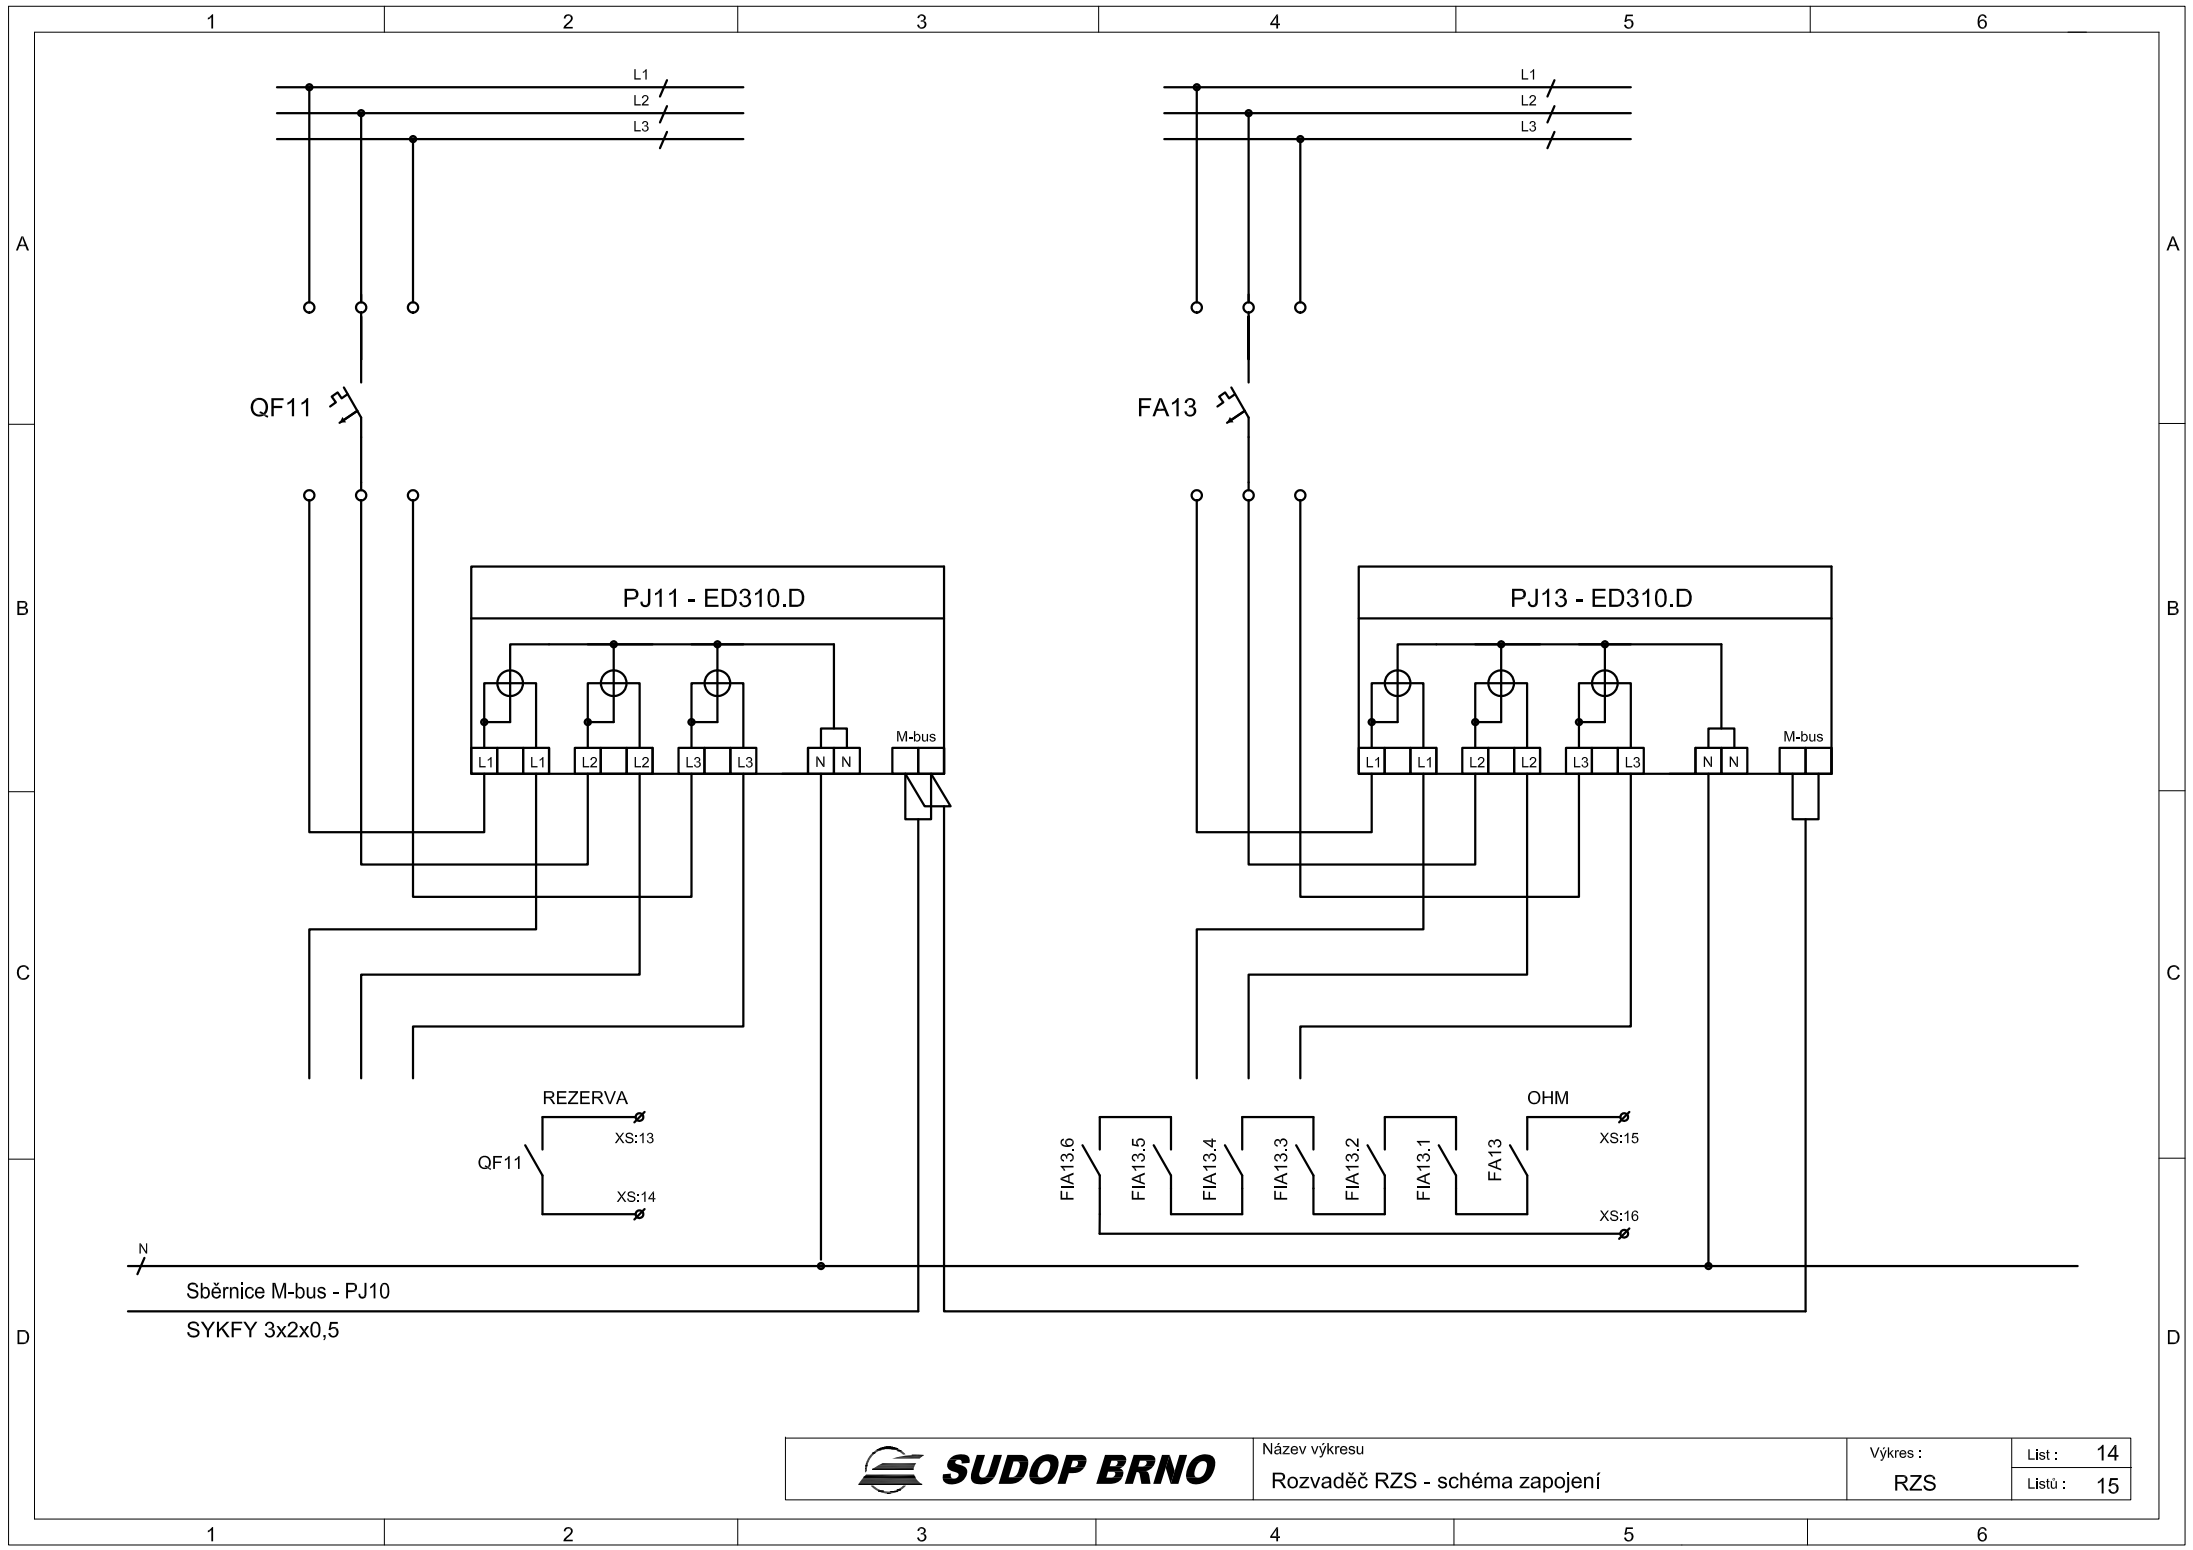 1 2 3 4 5 6
L1 L1
L2 L2
L3 L3
A A
QF11 FA13
PJ11 - ED310.D PJ13 - ED310.D
B B
M-bus M-bus
L1 L1 L2 L2 L3 L3 N N L1 L1 L2 L2 L3 L3 N N
C C
REZERVA OHM
XS:13 XS:15
QF11 FIA13.6 FIA13.5 FIA13.4 FIA13.3 FIA13.2 FIA13.1 FA13
XS:14 XS:16
N
Sběrnice M-bus - PJ10
SYKFY 3x2x0,5
D D
SUDOP BRNO
Název výkresu
Rozvaděč RZS - schéma zapojení
Výkres :
RZS
List : 14
Listů : 15
1 2 3 4 5 6